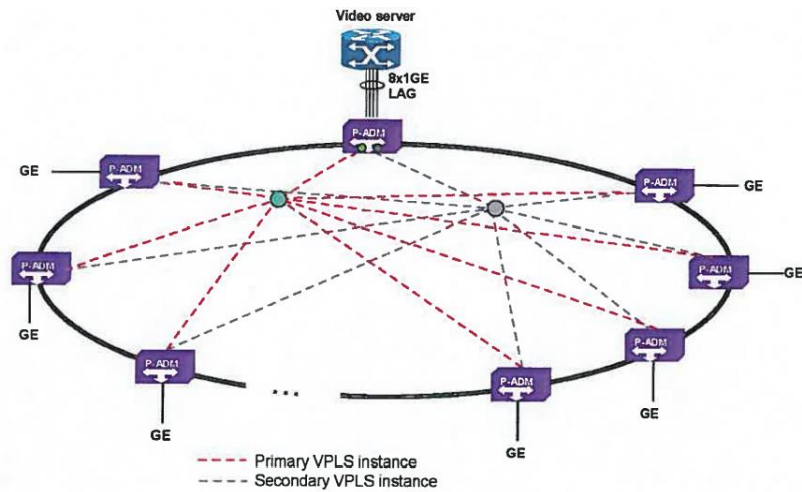 Video server
8x1GE
LAG
P-ADM
P-ADM
GE
P-ADM
GE
P-ADM
GE
P-ADM
GE
P-ADM
GE
P-ADM
GE
P-ADM
GE
...
Primary VPLS instance
Secondary VPLS instance